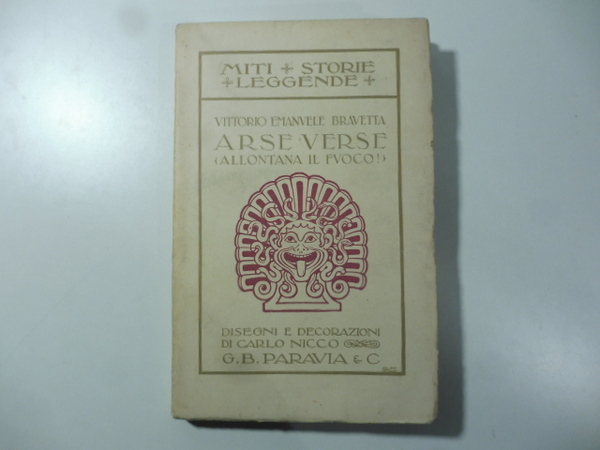 MITI + STORIE
+ LEGGENDE +
VITTORIO EMANVELE BRAVETTA
ARSE VERSE
(ALLONTANA IL FVOCO!)
DISEGNI E DECORAZIONI
DI CARLO NICCO
G. B. PARAVIA & C